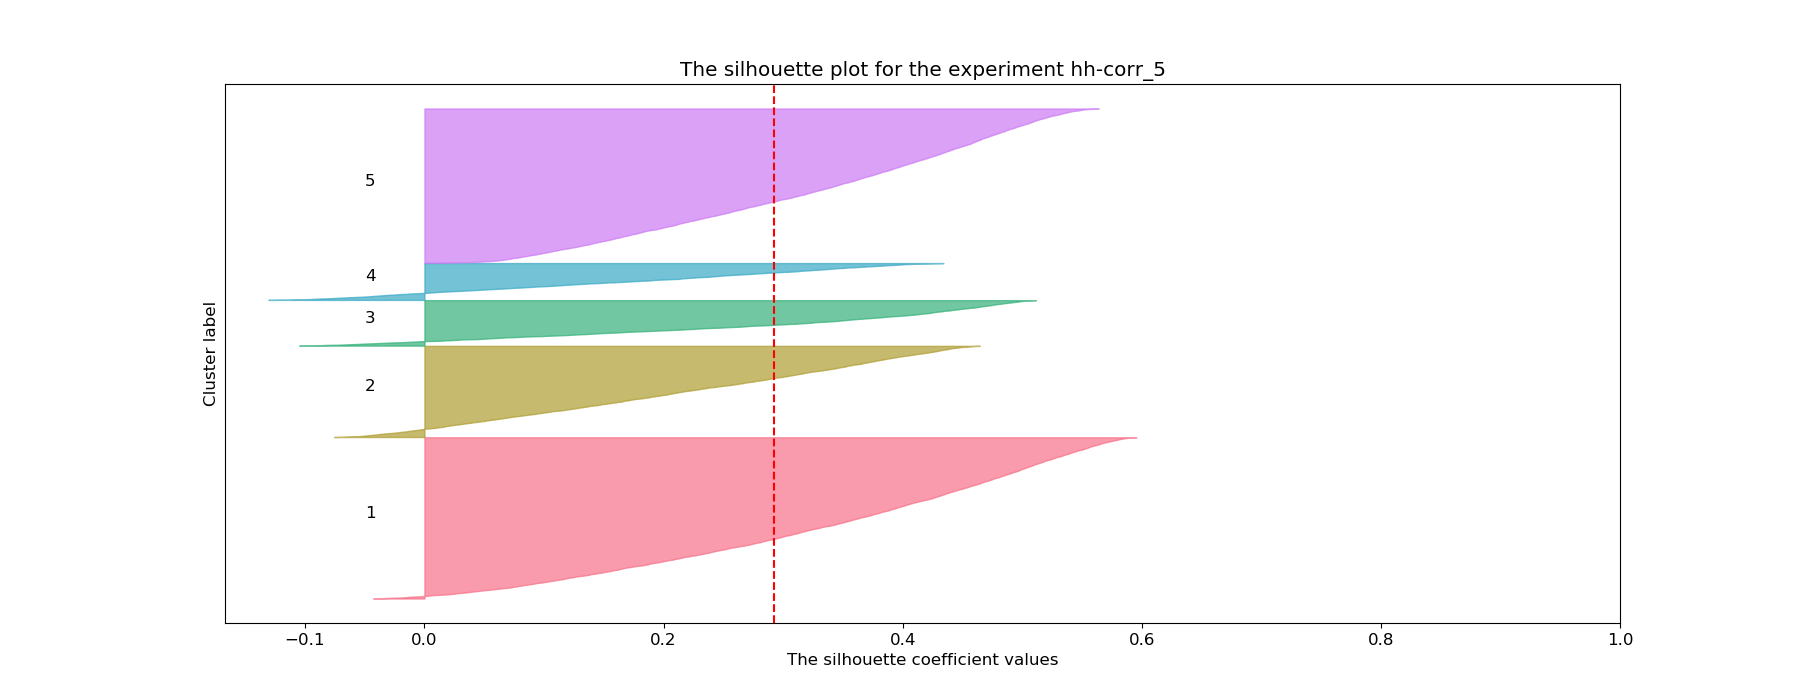 The silhouette plot for the experiment hh-corr_5
Cluster label
5
4
3
2
1
−0.1 0.0 0.2 0.4 0.6 0.8 1.0
The silhouette coefficient values